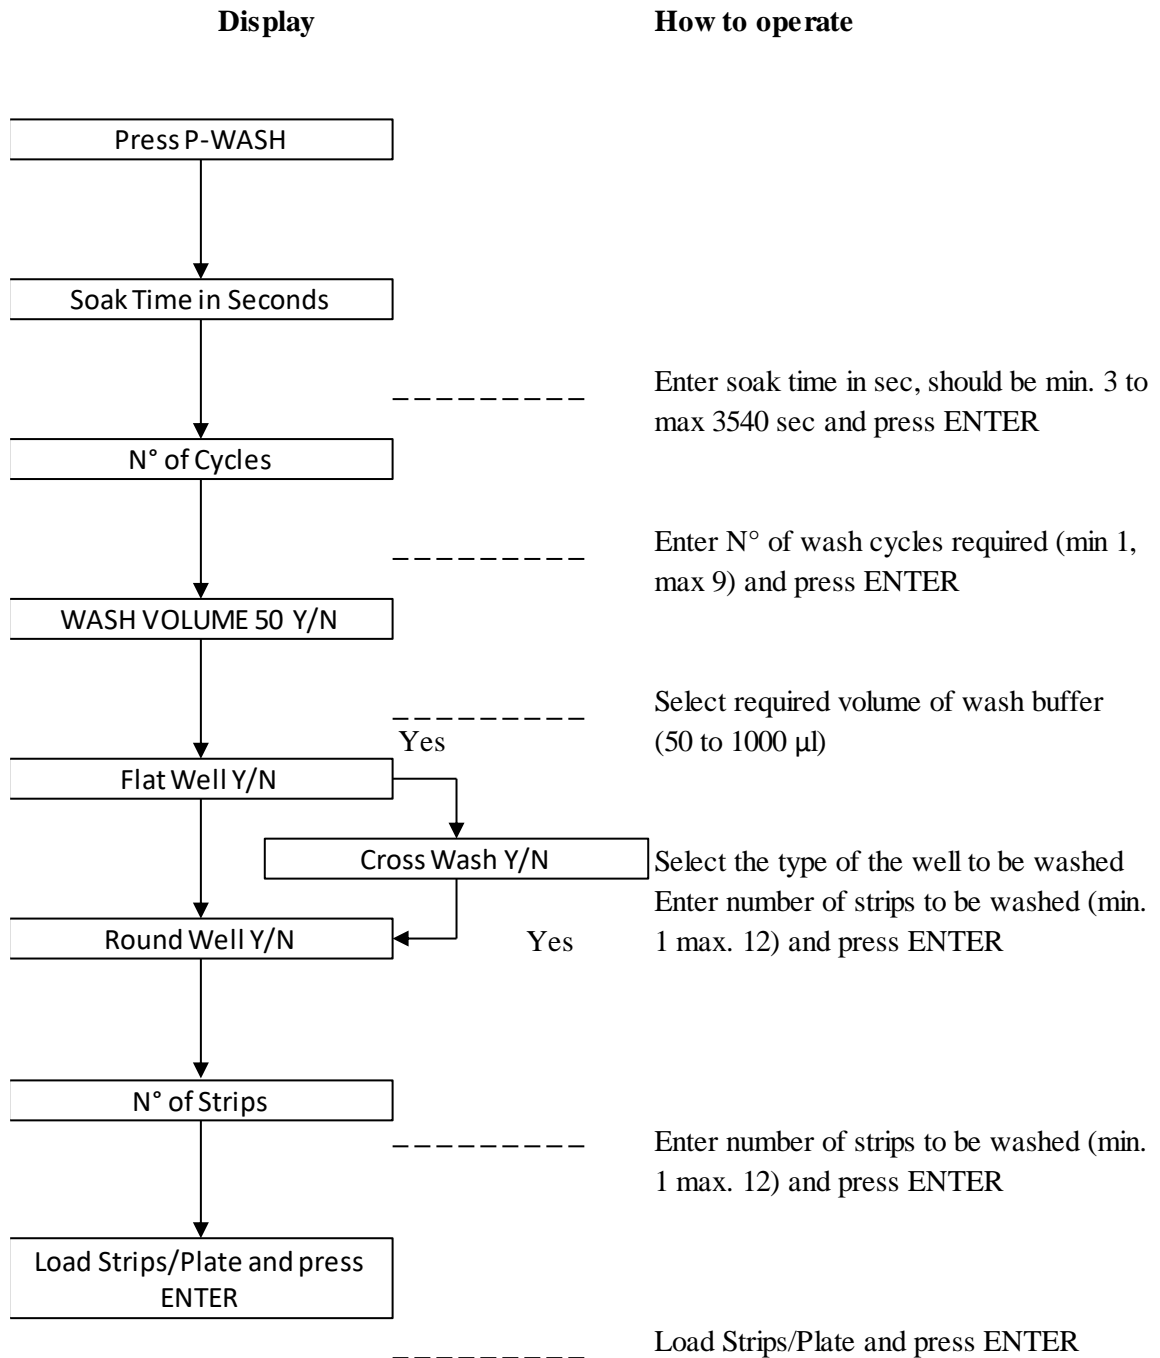 Display
How to operate
Press P-WASH
Soak Time in Seconds
Enter soak time in sec, should be min. 3 to
max 3540 sec and press ENTER
N° of Cycles
Enter N° of wash cycles required (min 1,
max 9) and press ENTER
WASH VOLUME 50 Y/N
Select required volume of wash buffer
(50 to 1000 µl)
Yes
Flat Well Y/N
Cross Wash Y/N
Select the type of the well to be washed
Enter number of strips to be washed (min.
1 max. 12) and press ENTER
Round Well Y/N
Yes
N° of Strips
Enter number of strips to be washed (min.
1 max. 12) and press ENTER
Load Strips/Plate and press
ENTER
Load Strips/Plate and press ENTER